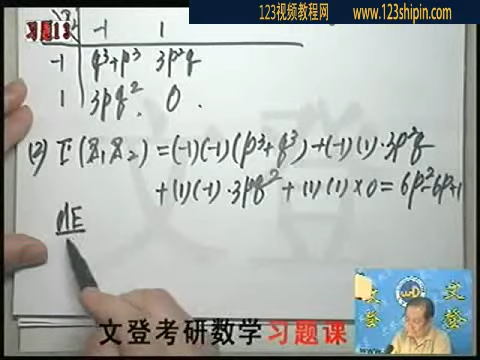 123视频教程网 www.123shipin.com
习题13
-1 1
-1 q³+p³ 3p²q
1 3pq² 0
(2) E(Z₁Z₂) = (-1)(-1)(p³+q³)+(-1)(1)·3p²q
+(1)(-1)·3pq²+(1)(1)×0=6p²-6p+1
文登考研数学习题课
文登
文登